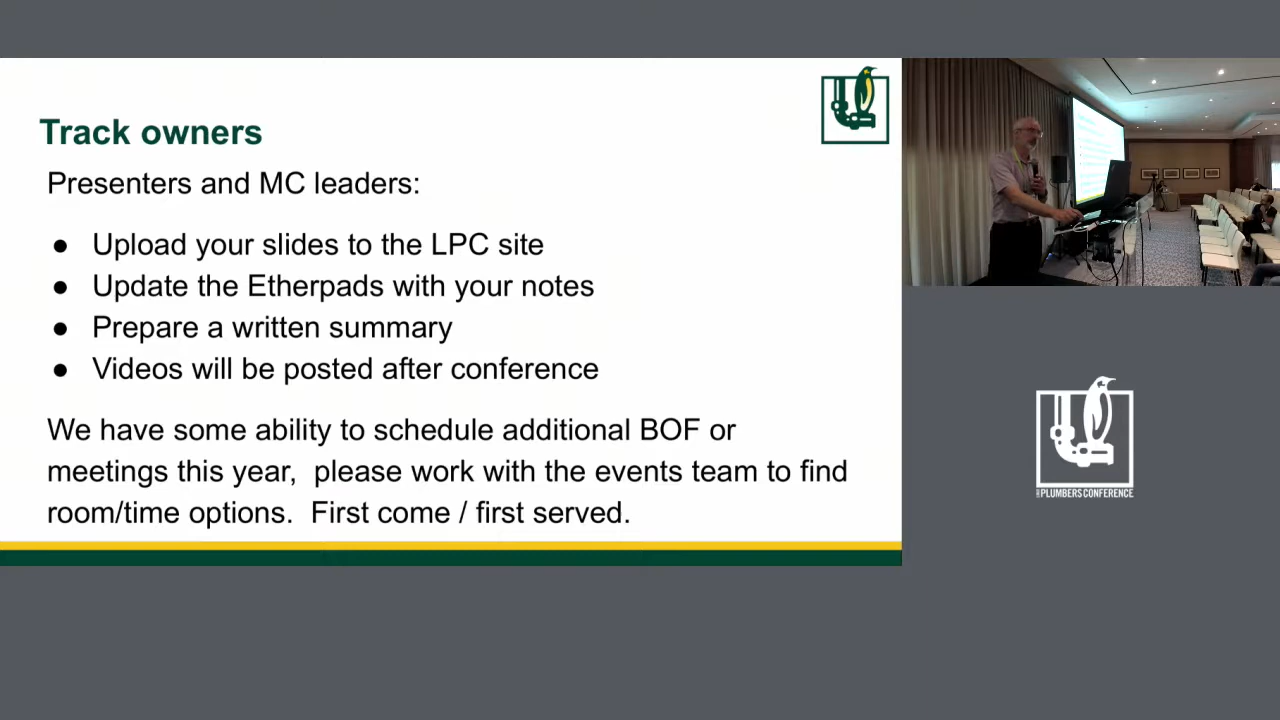 Track owners
Presenters and MC leaders:
● Upload your slides to the LPC site
● Update the Etherpads with your notes
● Prepare a written summary
● Videos will be posted after conference
We have some ability to schedule additional BOF or
meetings this year,  please work with the events team to find
room/time options.  First come / first served.
PLUMBERS CONFERENCE